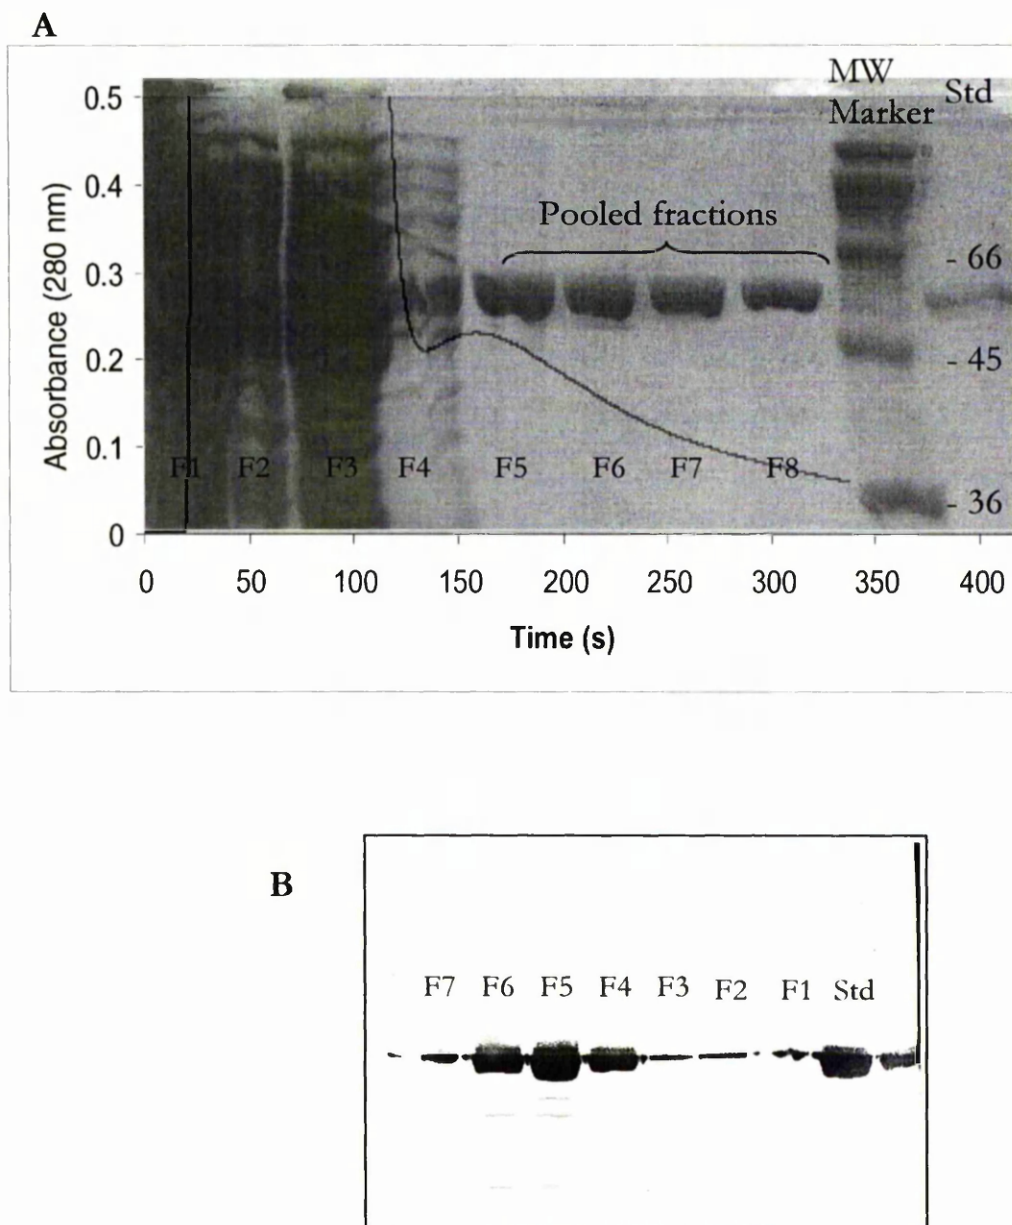 A
MW
Marker
Std
0.5
0.4
0.3
0.2
0.1
0
Absorbance (280 nm)
Pooled fractions
- 66
- 45
- 36
F1 F2 F3 F4 F5 F6 F7 F8
0 50 100 150 200 250 300 350 400
Time (s)
B
F7 F6 F5 F4 F3 F2 F1 Std